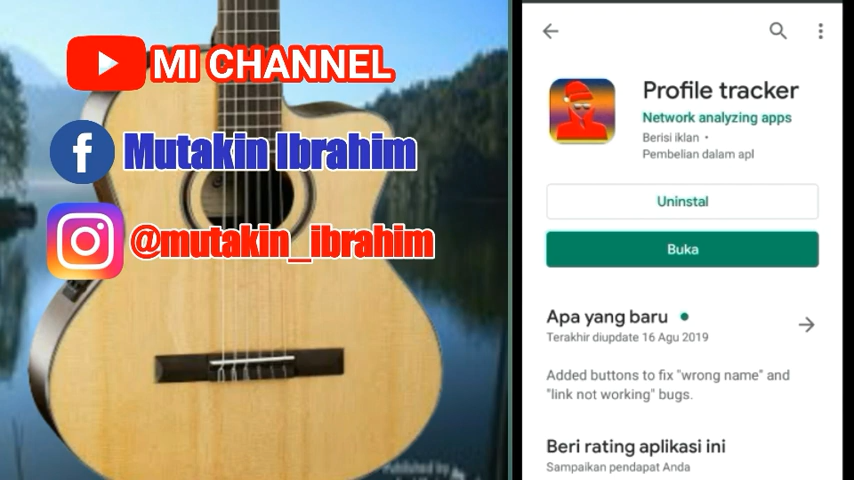 MI CHANNEL
Mutakin Ibrahim
@mutakin_ibrahim
Published by
Profile tracker
Network analyzing apps
Berisi iklan •
Pembelian dalam apl
Uninstal
Buka
Apa yang baru
Terakhir diupdate 16 Agu 2019
Added buttons to fix "wrong name" and
"link not working" bugs.
Beri rating aplikasi ini
Sampaikan pendapat Anda